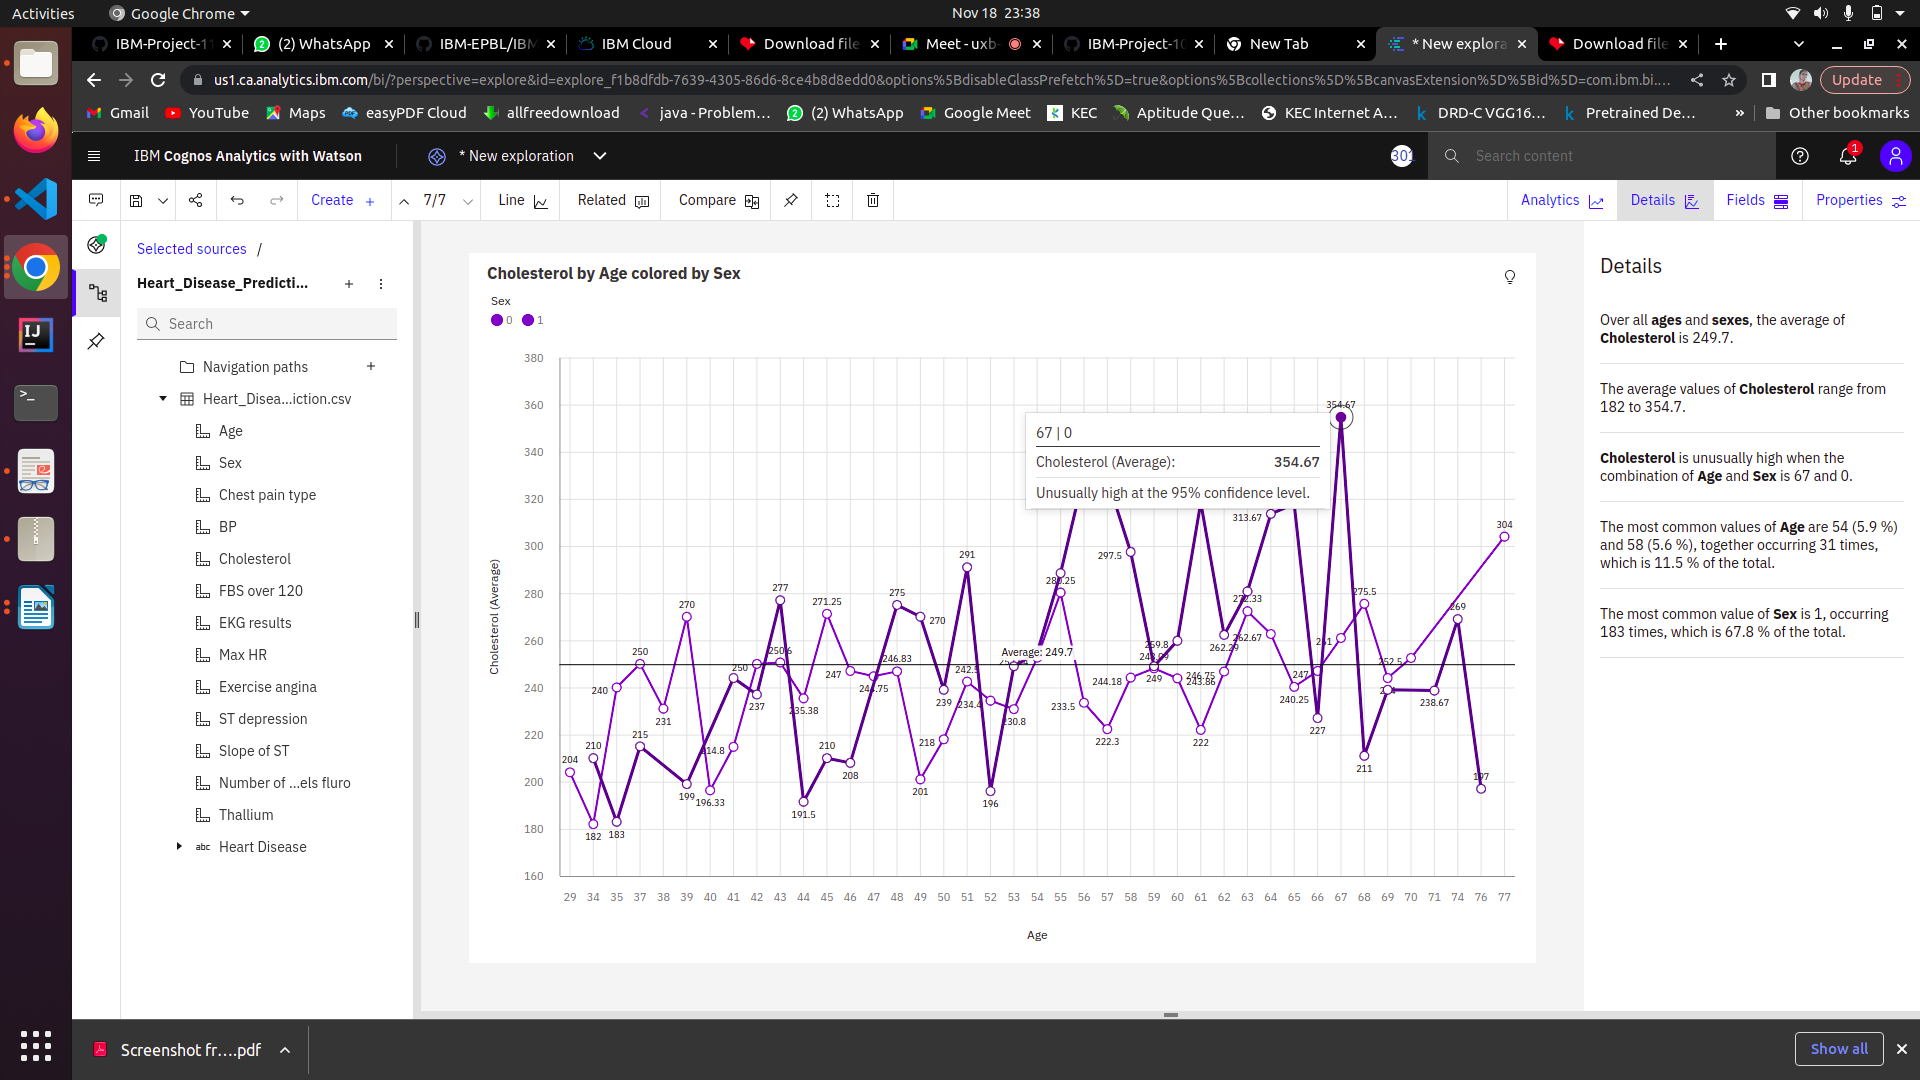 Activities
Google Chrome
Nov 18 23:38
IBM-Project-1
(2) WhatsApp
IBM-EPBL/IBM
IBM Cloud
Download file
Meet - uxb-
IBM-Project-10
New Tab
* New explora
Download file
us1.ca.analytics.ibm.com/bi/?perspective=explore&id=explore_f1b8dfdb-7639-4305-86d6-8ce4b8d8edd0&options%5BdisableGlassPrefetch%5D=true&options%5Bcollections%5D%5BcanvasExtension%5D%5Bid%5D=com.ibm.bi....
Update
Gmail
YouTube
Maps
easyPDF Cloud
allfreedownload
java - Problem...
(2) WhatsApp
Google Meet
KEC
Aptitude Que...
KEC Internet A...
DRD-C VGG16...
Pretrained De...
»
Other bookmarks
IBM Cognos Analytics with Watson
* New exploration
301
Search content
1
Create +
7/7
Line
Related
Compare
Analytics
Details
Fields
Properties
Selected sources /
Heart_Disease_Predicti...
Search
Navigation paths
Heart_Disea...iction.csv
Age
Sex
Chest pain type
BP
Cholesterol
FBS over 120
EKG results
Max HR
Exercise angina
ST depression
Slope of ST
Number of ...els fluro
Thallium
abc Heart Disease
Cholesterol by Age colored by Sex
Sex
0 1
Cholesterol (Average)
380
360
340
320
300
280
260
240
220
200
180
160
354.67
67 | 0
Cholesterol (Average): 354.67
Unusually high at the 95% confidence level.
313.67
304
297.5
291
289.25
277
275
275.5
271.25
272.33
270
270
269
262.67
262.29
261
259.8
250
250
250.6
Average: 249.7
246.83
247
246.75
242.5
239
240
237
235.38
234.4
230.8
231
233.5
244.18
249
246.75
243.86
247
240.25
252.5
238.67
227
222.3
222
218
214.8
215
210
210
211
208
204
201
199
196.33
196
197
191.5
182
183
29 34 35 37 38 39 40 41 42 43 44 45 46 47 48 49 50 51 52 53 54 55 56 57 58 59 60 61 62 63 64 65 66 67 68 69 70 71 74 76 77
Age
Details
Over all ages and sexes, the average of
Cholesterol is 249.7.
The average values of Cholesterol range from
182 to 354.7.
Cholesterol is unusually high when the
combination of Age and Sex is 67 and 0.
The most common values of Age are 54 (5.9 %)
and 58 (5.6 %), together occurring 31 times,
which is 11.5 % of the total.
The most common value of Sex is 1, occurring
183 times, which is 67.8 % of the total.
Screenshot fr....pdf
Show all